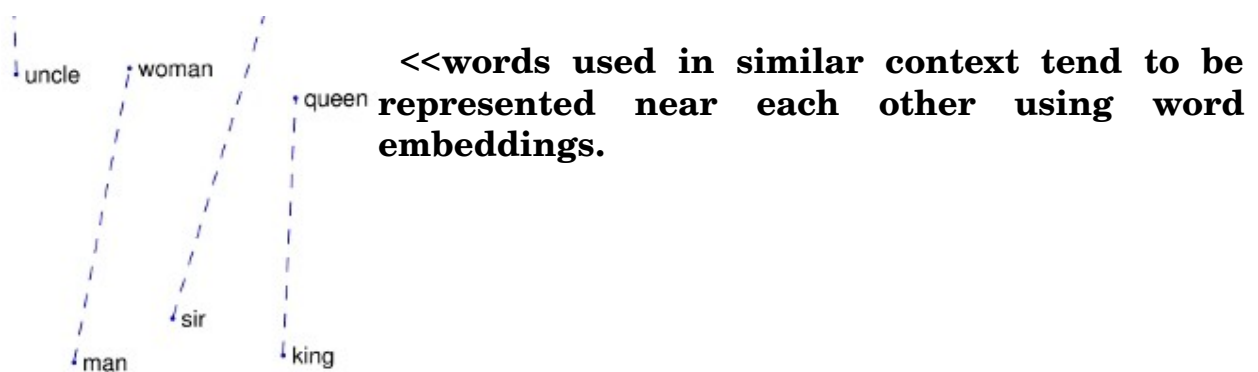 uncle
woman
queen
sir
man
king
<<words used in similar context tend to be
represented near each other using word
embeddings.